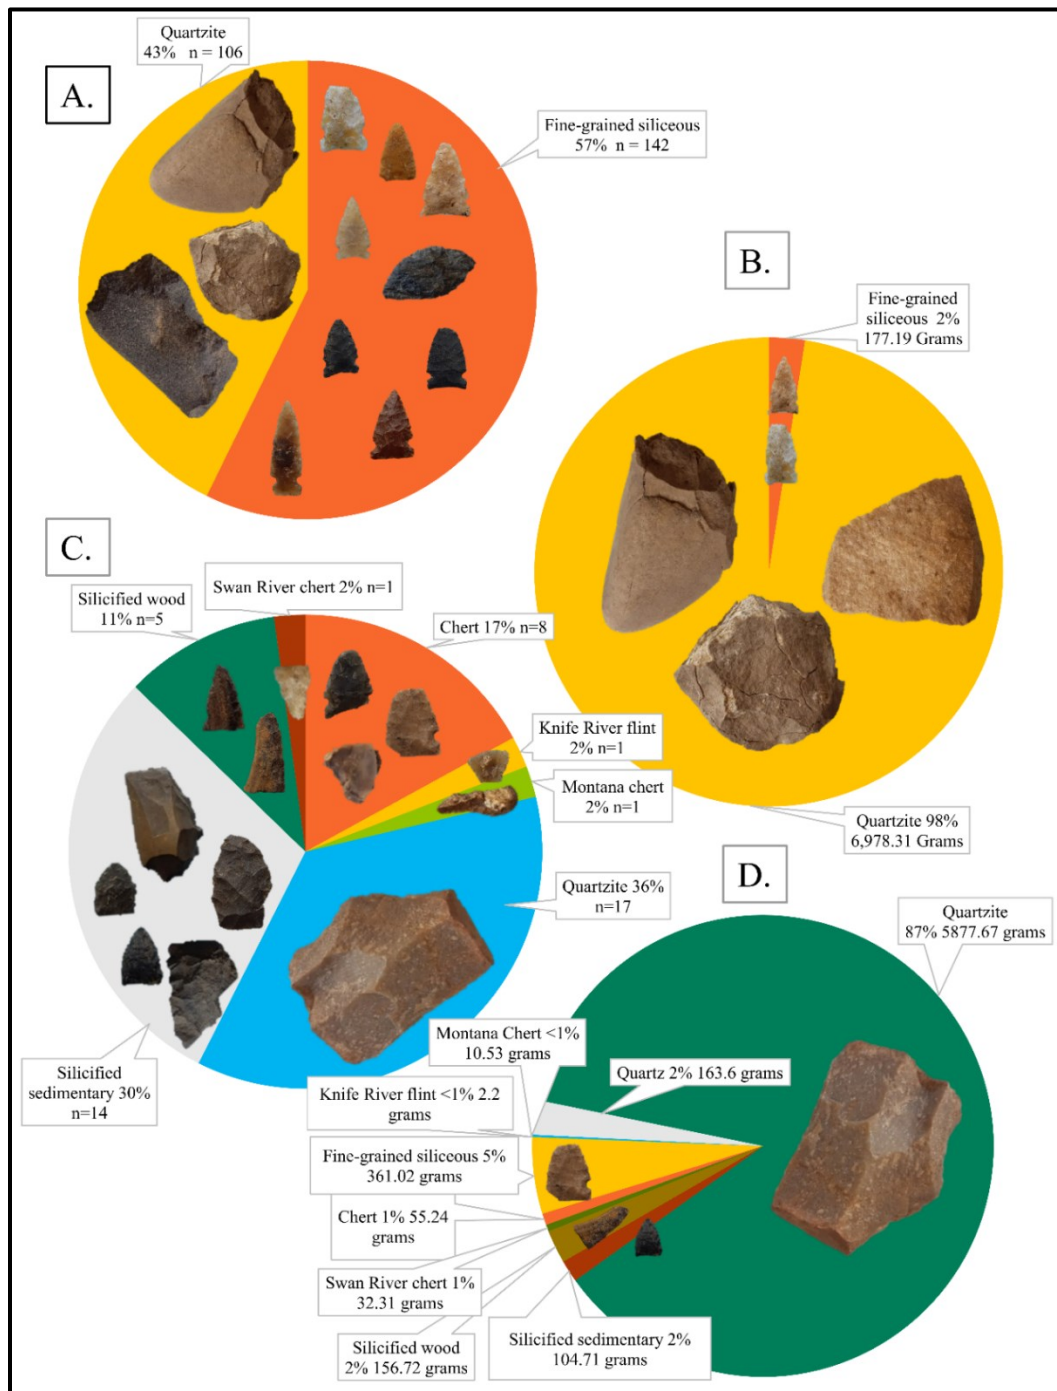 A.
Quartzite
43% n = 106
Fine-grained siliceous
57% n = 142
B.
Fine-grained
siliceous 2%
177.19 Grams
Quartzite 98%
6,978.31 Grams
C.
Swan River chert 2% n=1
Silicified wood
11% n=5
Chert 17% n=8
Knife River flint
2% n=1
Montana chert
2% n=1
Quartzite 36%
n=17
Silicified
sedimentary 30%
n=14
D.
Quartzite
87% 5877.67 grams
Montana Chert <1%
10.53 grams
Quartz 2% 163.6 grams
Knife River flint <1% 2.2
grams
Fine-grained siliceous 5%
361.02 grams
Chert 1% 55.24
grams
Swan River chert 1%
32.31 grams
Silicified wood
2% 156.72 grams
Silicified sedimentary 2%
104.71 grams